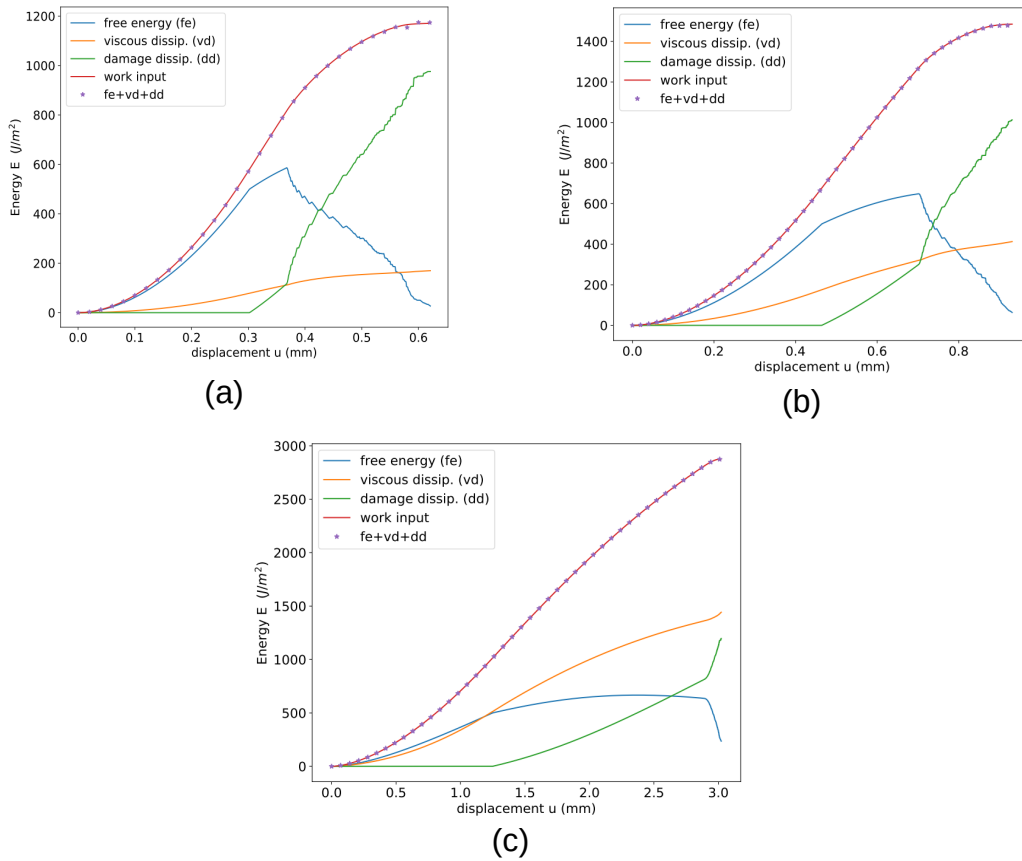 1200
1000
800
600
400
200
0
Energy E (J/m²)
free energy (fe)
viscous dissip. (vd)
damage dissip. (dd)
work input
fe+vd+dd
0.0 0.1 0.2 0.3 0.4 0.5 0.6
displacement u (mm)
(a)
1400
1200
1000
800
600
400
200
0
Energy E (J/m²)
free energy (fe)
viscous dissip. (vd)
damage dissip. (dd)
work input
fe+vd+dd
0.0 0.2 0.4 0.6 0.8
displacement u (mm)
(b)
3000
2500
2000
1500
1000
500
0
Energy E (J/m²)
free energy (fe)
viscous dissip. (vd)
damage dissip. (dd)
work input
fe+vd+dd
0.0 0.5 1.0 1.5 2.0 2.5 3.0
displacement u (mm)
(c)